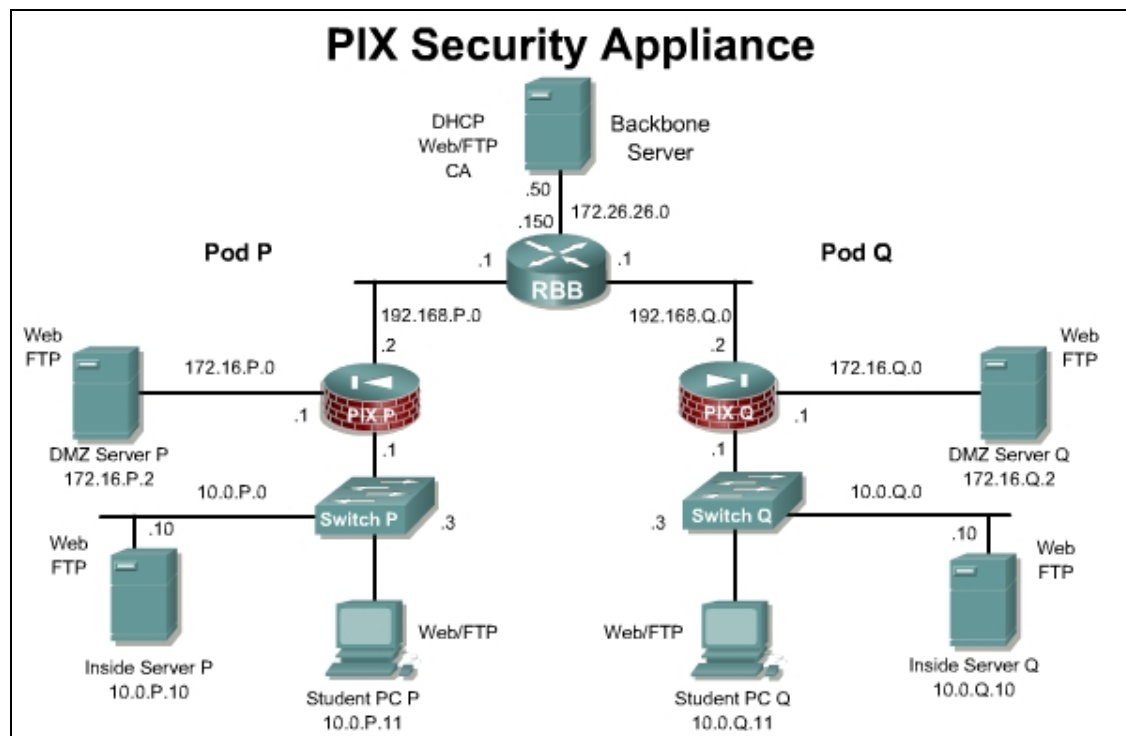 PIX Security Appliance
DHCP
Web/FTP
CA
Backbone
Server
.50
.150
172.26.26.0
Pod P
Pod Q
.1
.1
RBB
192.168.P.0
192.168.Q.0
.2
.2
Web
FTP
172.16.P.0
.1
PIX P
PIX Q
172.16.Q.0
.1
Web
FTP
DMZ Server P
172.16.P.2
DMZ Server Q
172.16.Q.2
.1
.1
10.0.P.0
Switch P
.3
.3
Switch Q
10.0.Q.0
.10
.10
Web
FTP
Web
FTP
Web/FTP
Web/FTP
Inside Server P
10.0.P.10
Student PC P
10.0.P.11
Student PC Q
10.0.Q.11
Inside Server Q
10.0.Q.10